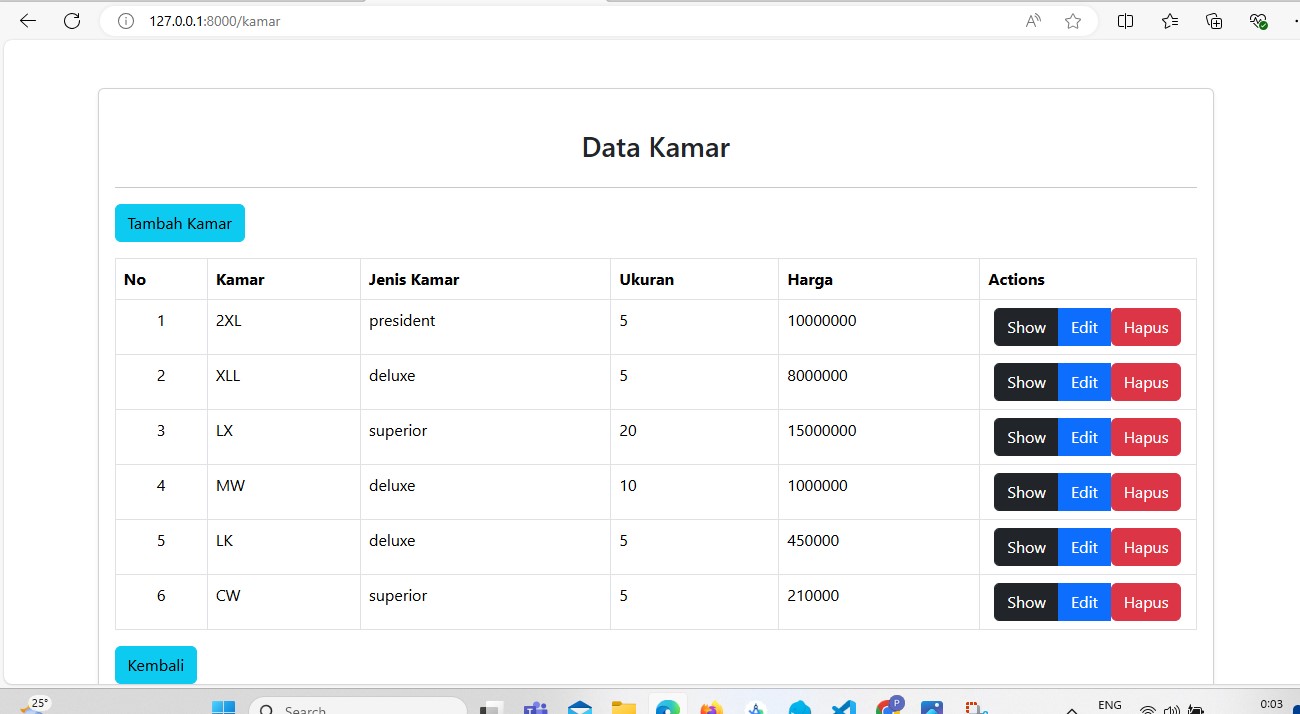 127.0.0.1:8000/kamar
Data Kamar
Tambah Kamar
No Kamar Jenis Kamar Ukuran Harga Actions
1 2XL president 5 10000000 Show Edit Hapus
2 XLL deluxe 5 8000000 Show Edit Hapus
3 LX superior 20 15000000 Show Edit Hapus
4 MW deluxe 10 1000000 Show Edit Hapus
5 LK deluxe 5 450000 Show Edit Hapus
6 CW superior 5 210000 Show Edit Hapus
Kembali
25° Search P ENG 0:03